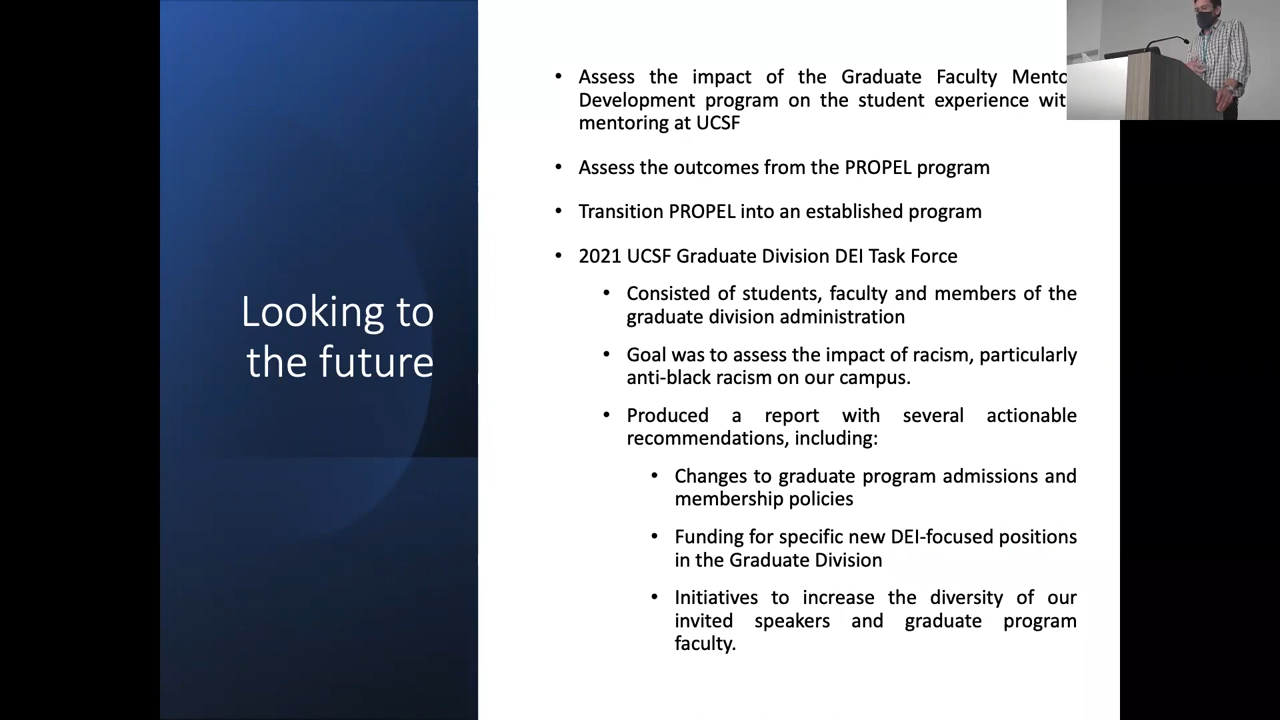 Looking to
the future
• Assess the impact of the Graduate Faculty Mento
Development program on the student experience wit
mentoring at UCSF
• Assess the outcomes from the PROPEL program
• Transition PROPEL into an established program
• 2021 UCSF Graduate Division DEI Task Force
• Consisted of students, faculty and members of the
graduate division administration
• Goal was to assess the impact of racism, particularly
anti-black racism on our campus.
• Produced a report with several actionable
recommendations, including:
• Changes to graduate program admissions and
membership policies
• Funding for specific new DEI-focused positions
in the Graduate Division
• Initiatives to increase the diversity of our
invited speakers and graduate program
faculty.